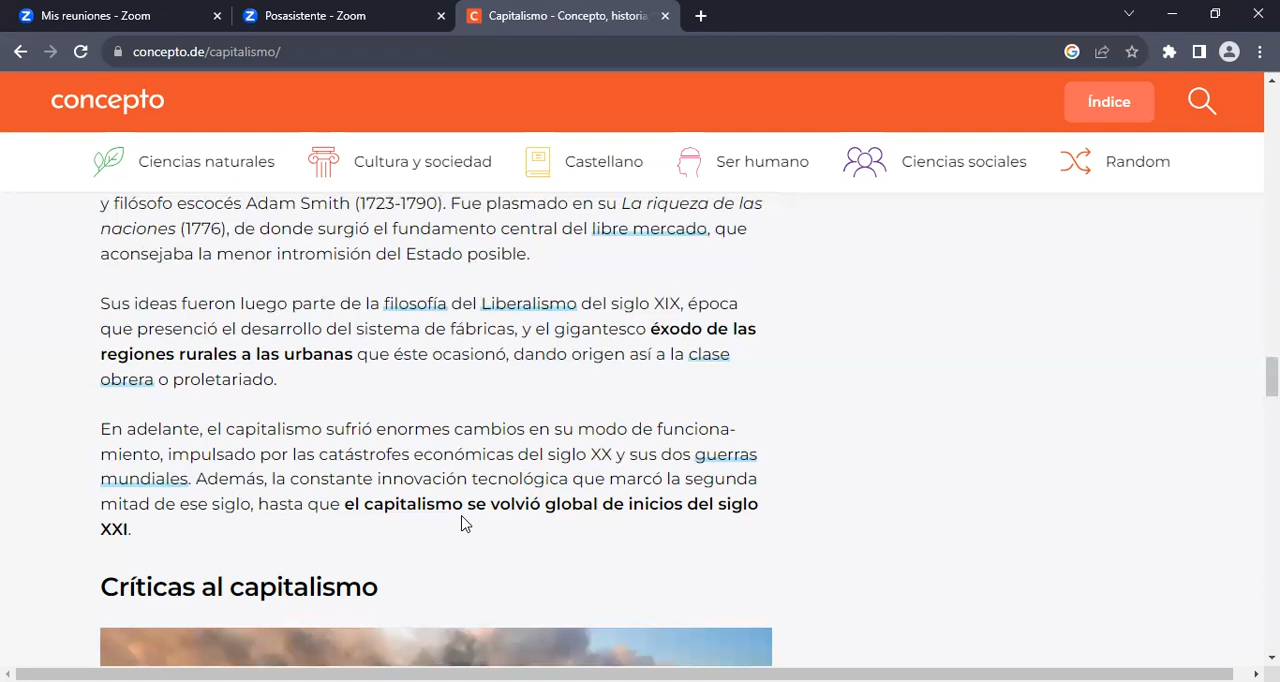 Mis reuniones - Zoom
Posasistente - Zoom
Capitalismo - Concepto, historia
concepto.de/capitalismo/
concepto
Índice
Ciencias naturales
Cultura y sociedad
Castellano
Ser humano
Ciencias sociales
Random
y filósofo escocés Adam Smith (1723-1790). Fue plasmado en su La riqueza de las
naciones (1776), de donde surgió el fundamento central del libre mercado, que
aconsejaba la menor intromisión del Estado posible.
Sus ideas fueron luego parte de la filosofía del Liberalismo del siglo XIX, época
que presenció el desarrollo del sistema de fábricas, y el gigantesco éxodo de las
regiones rurales a las urbanas que éste ocasionó, dando origen así a la clase
obrera o proletariado.
En adelante, el capitalismo sufrió enormes cambios en su modo de funciona-
miento, impulsado por las catástrofes económicas del siglo XX y sus dos guerras
mundiales. Además, la constante innovación tecnológica que marcó la segunda
mitad de ese siglo, hasta que el capitalismo se volvió global de inicios del siglo
XXI.
Críticas al capitalismo